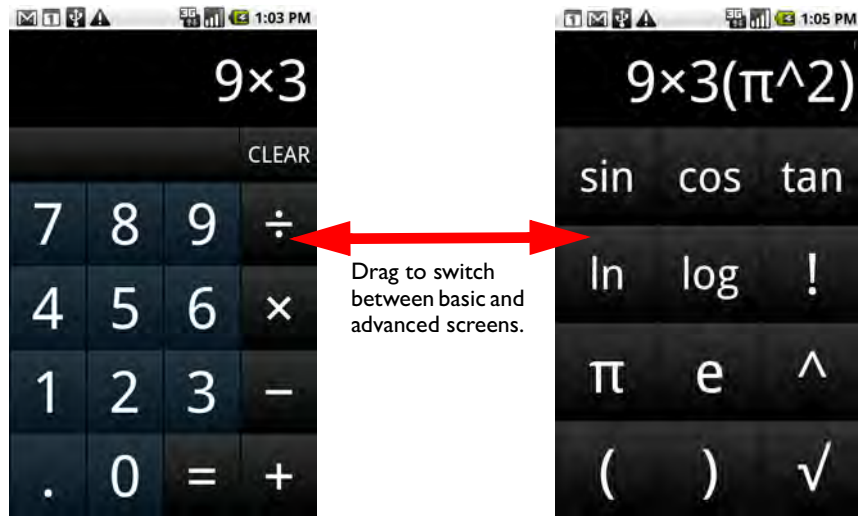 1:03 PM
9×3
CLEAR
7 8 9 ÷
4 5 6 ×
1 2 3 −
. 0 = +
Drag to switch
between basic and
advanced screens.
1:05 PM
9×3(π^2)
sin cos tan
ln log !
π e ^
( ) √